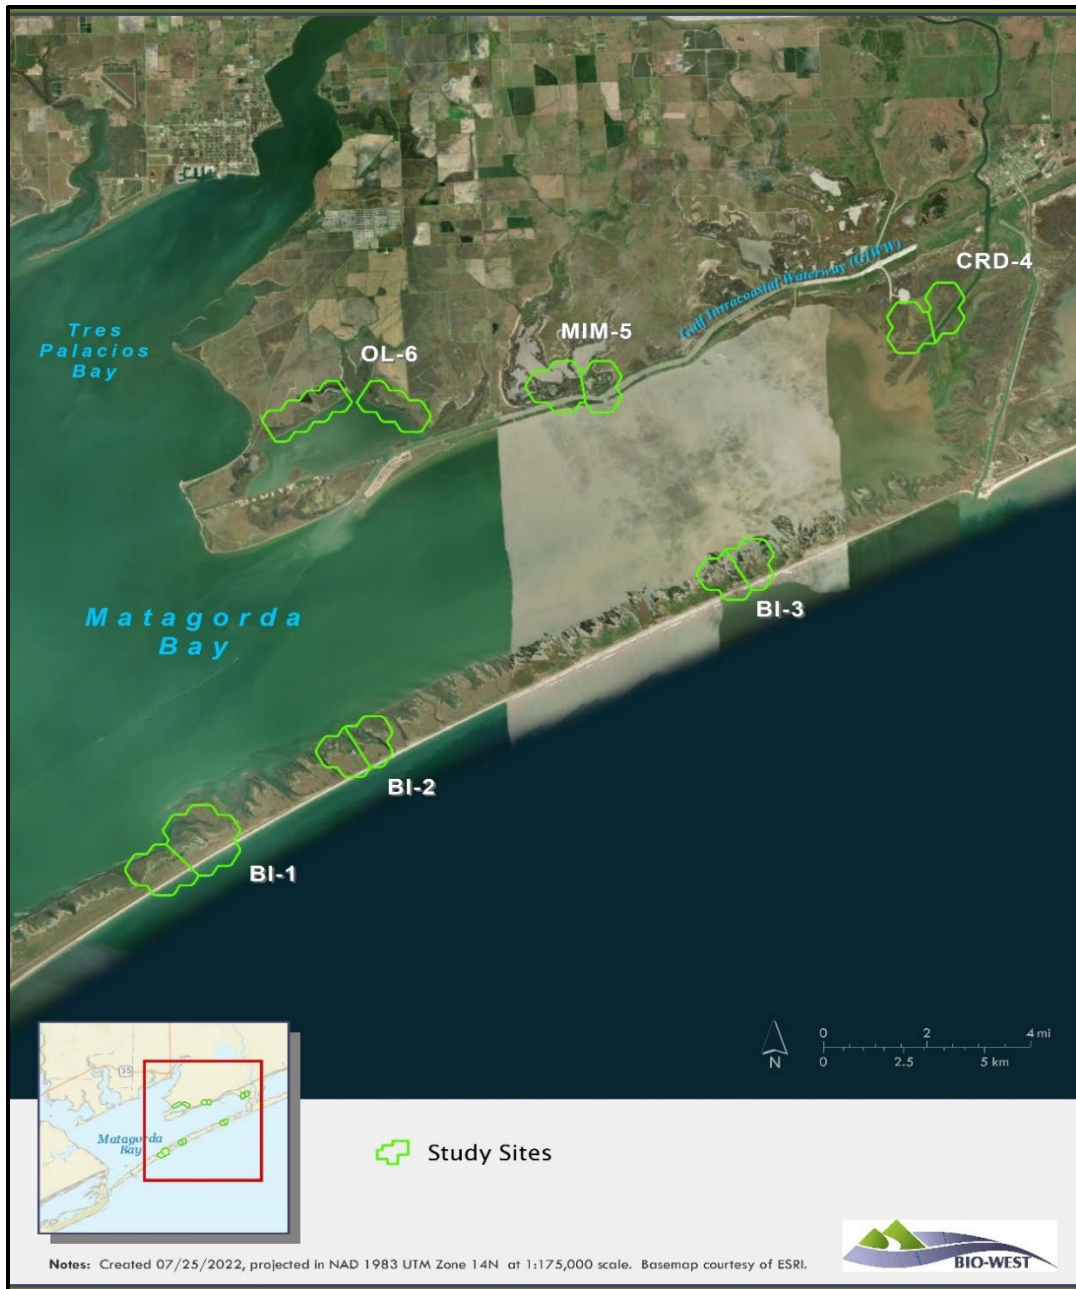 CRD-4
Gulf Intracoastal Waterway (GIWW)
Tres
Palacios
Bay
MIM-5
OL-6
Matagorda
Bay
BI-3
BI-2
BI-1
0 2 4 mi
0 2.5 5 km
N
35
Matagorda
Bay
Study Sites
BIO-WEST
Notes: Created 07/25/2022, projected in NAD 1983 UTM Zone 14N at 1:175,000 scale. Basemap courtesy of ESRI.